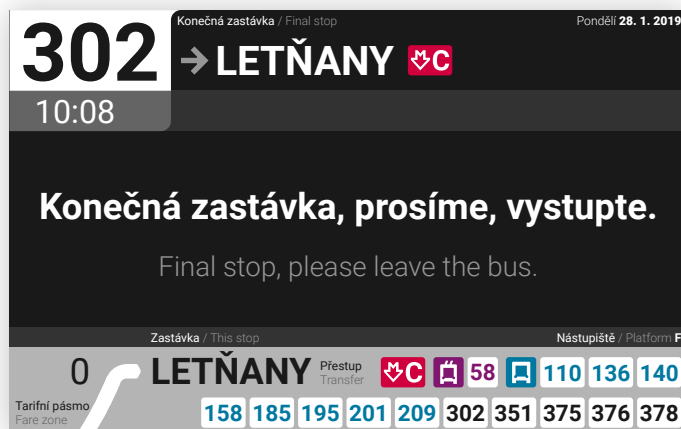 302
Konečná zastávka / Final stop
Pondělí 28. 1. 2019
→ LETŇANY C
10:08
Konečná zastávka, prosíme, vystupte.
Final stop, please leave the bus.
Zastávka / This stop
Nástupiště / Platform F
0
LETŇANY
Přestup
Transfer
C 58 110 136 140
Tarifní pásmo
Fare zone
158 185 195 201 209 302 351 375 376 378